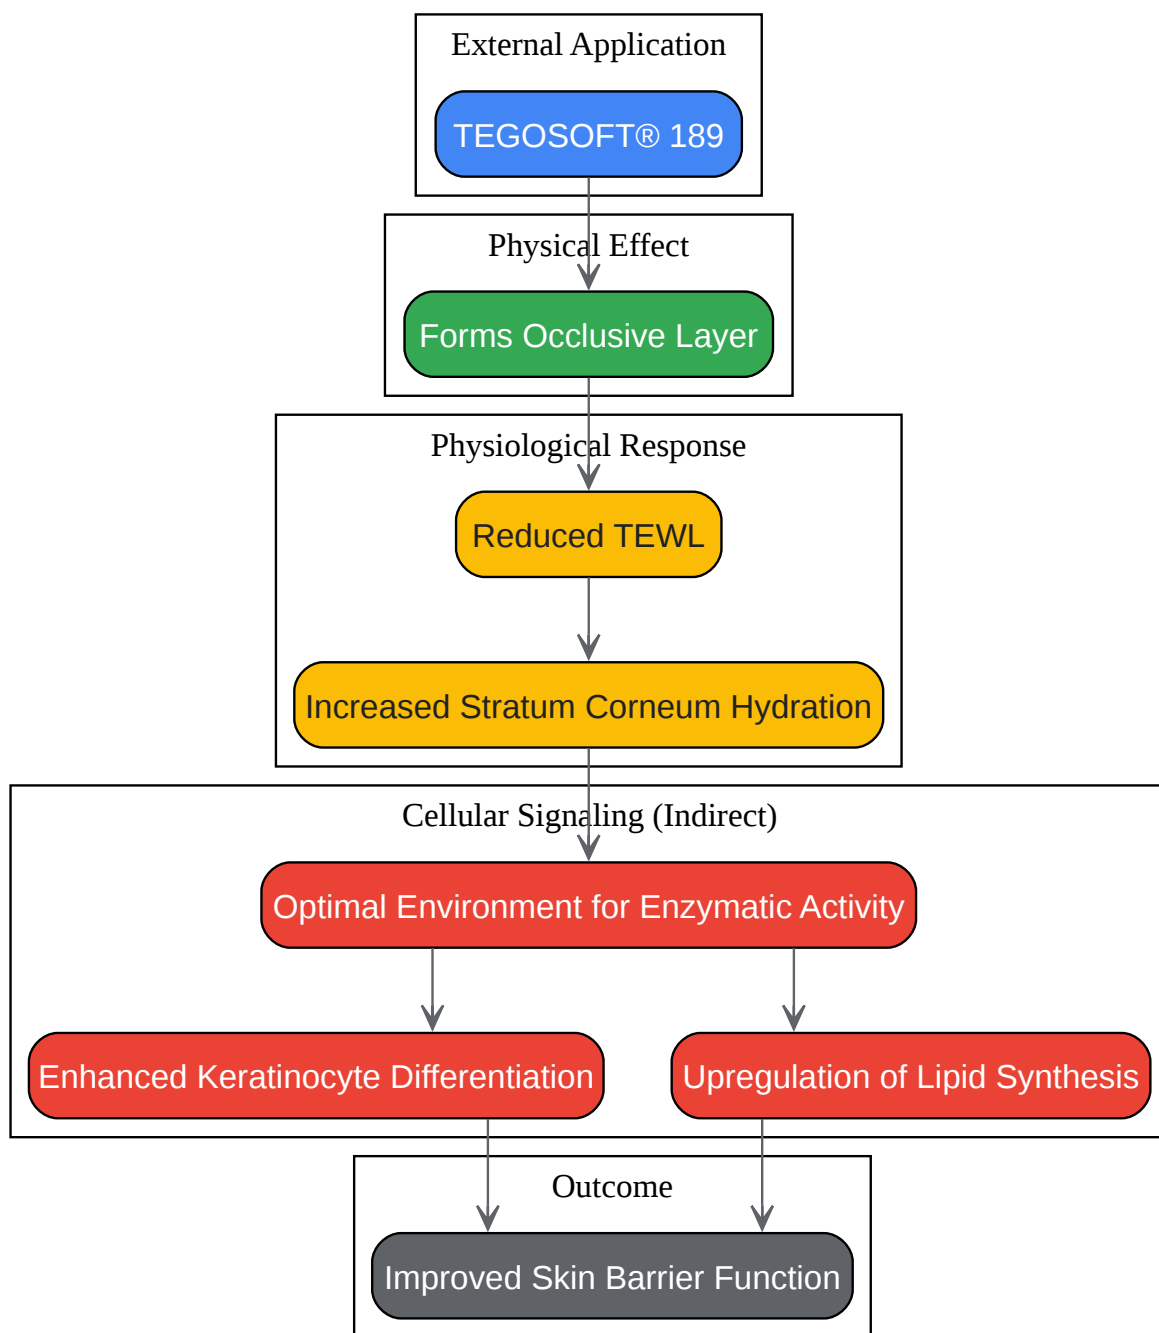 External Application
TEGOSOFT® 189
Physical Effect
Forms Occlusive Layer
Physiological Response
Reduced TEWL
Increased Stratum Corneum Hydration
Cellular Signaling (Indirect)
Optimal Environment for Enzymatic Activity
Enhanced Keratinocyte Differentiation
Upregulation of Lipid Synthesis
Outcome
Improved Skin Barrier Function